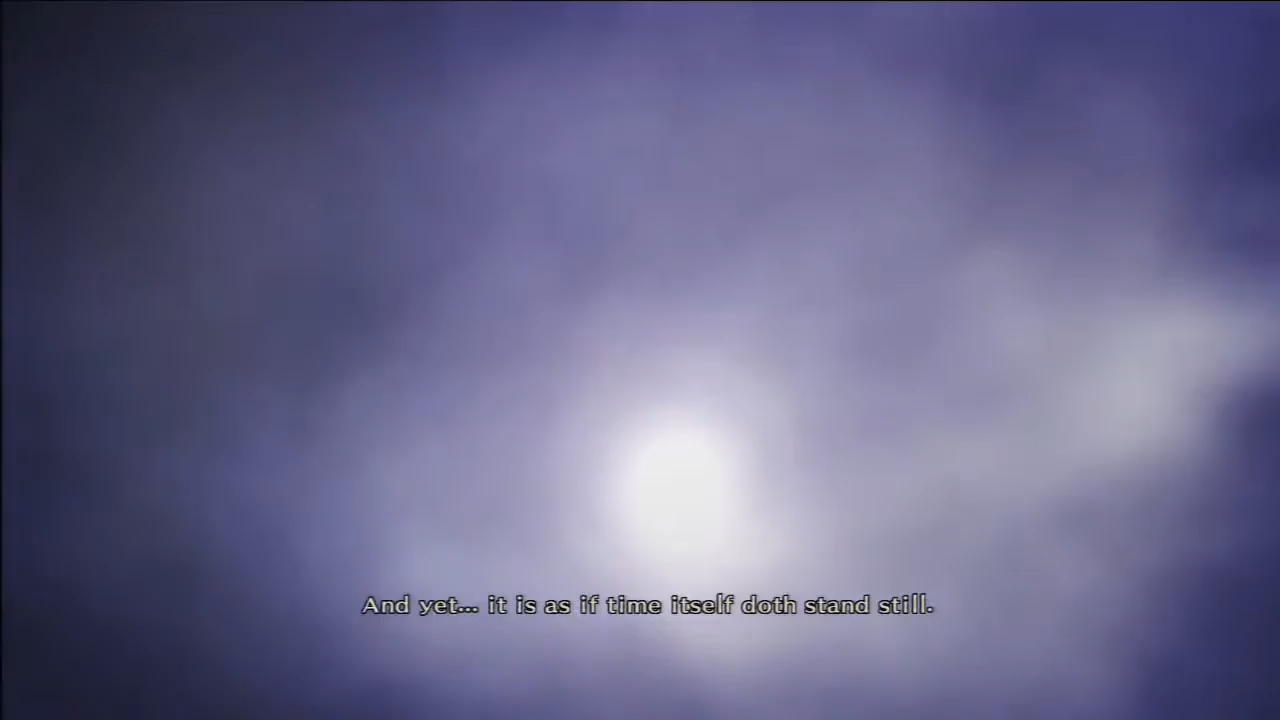 And yet... it is as if time itself doth stand still.